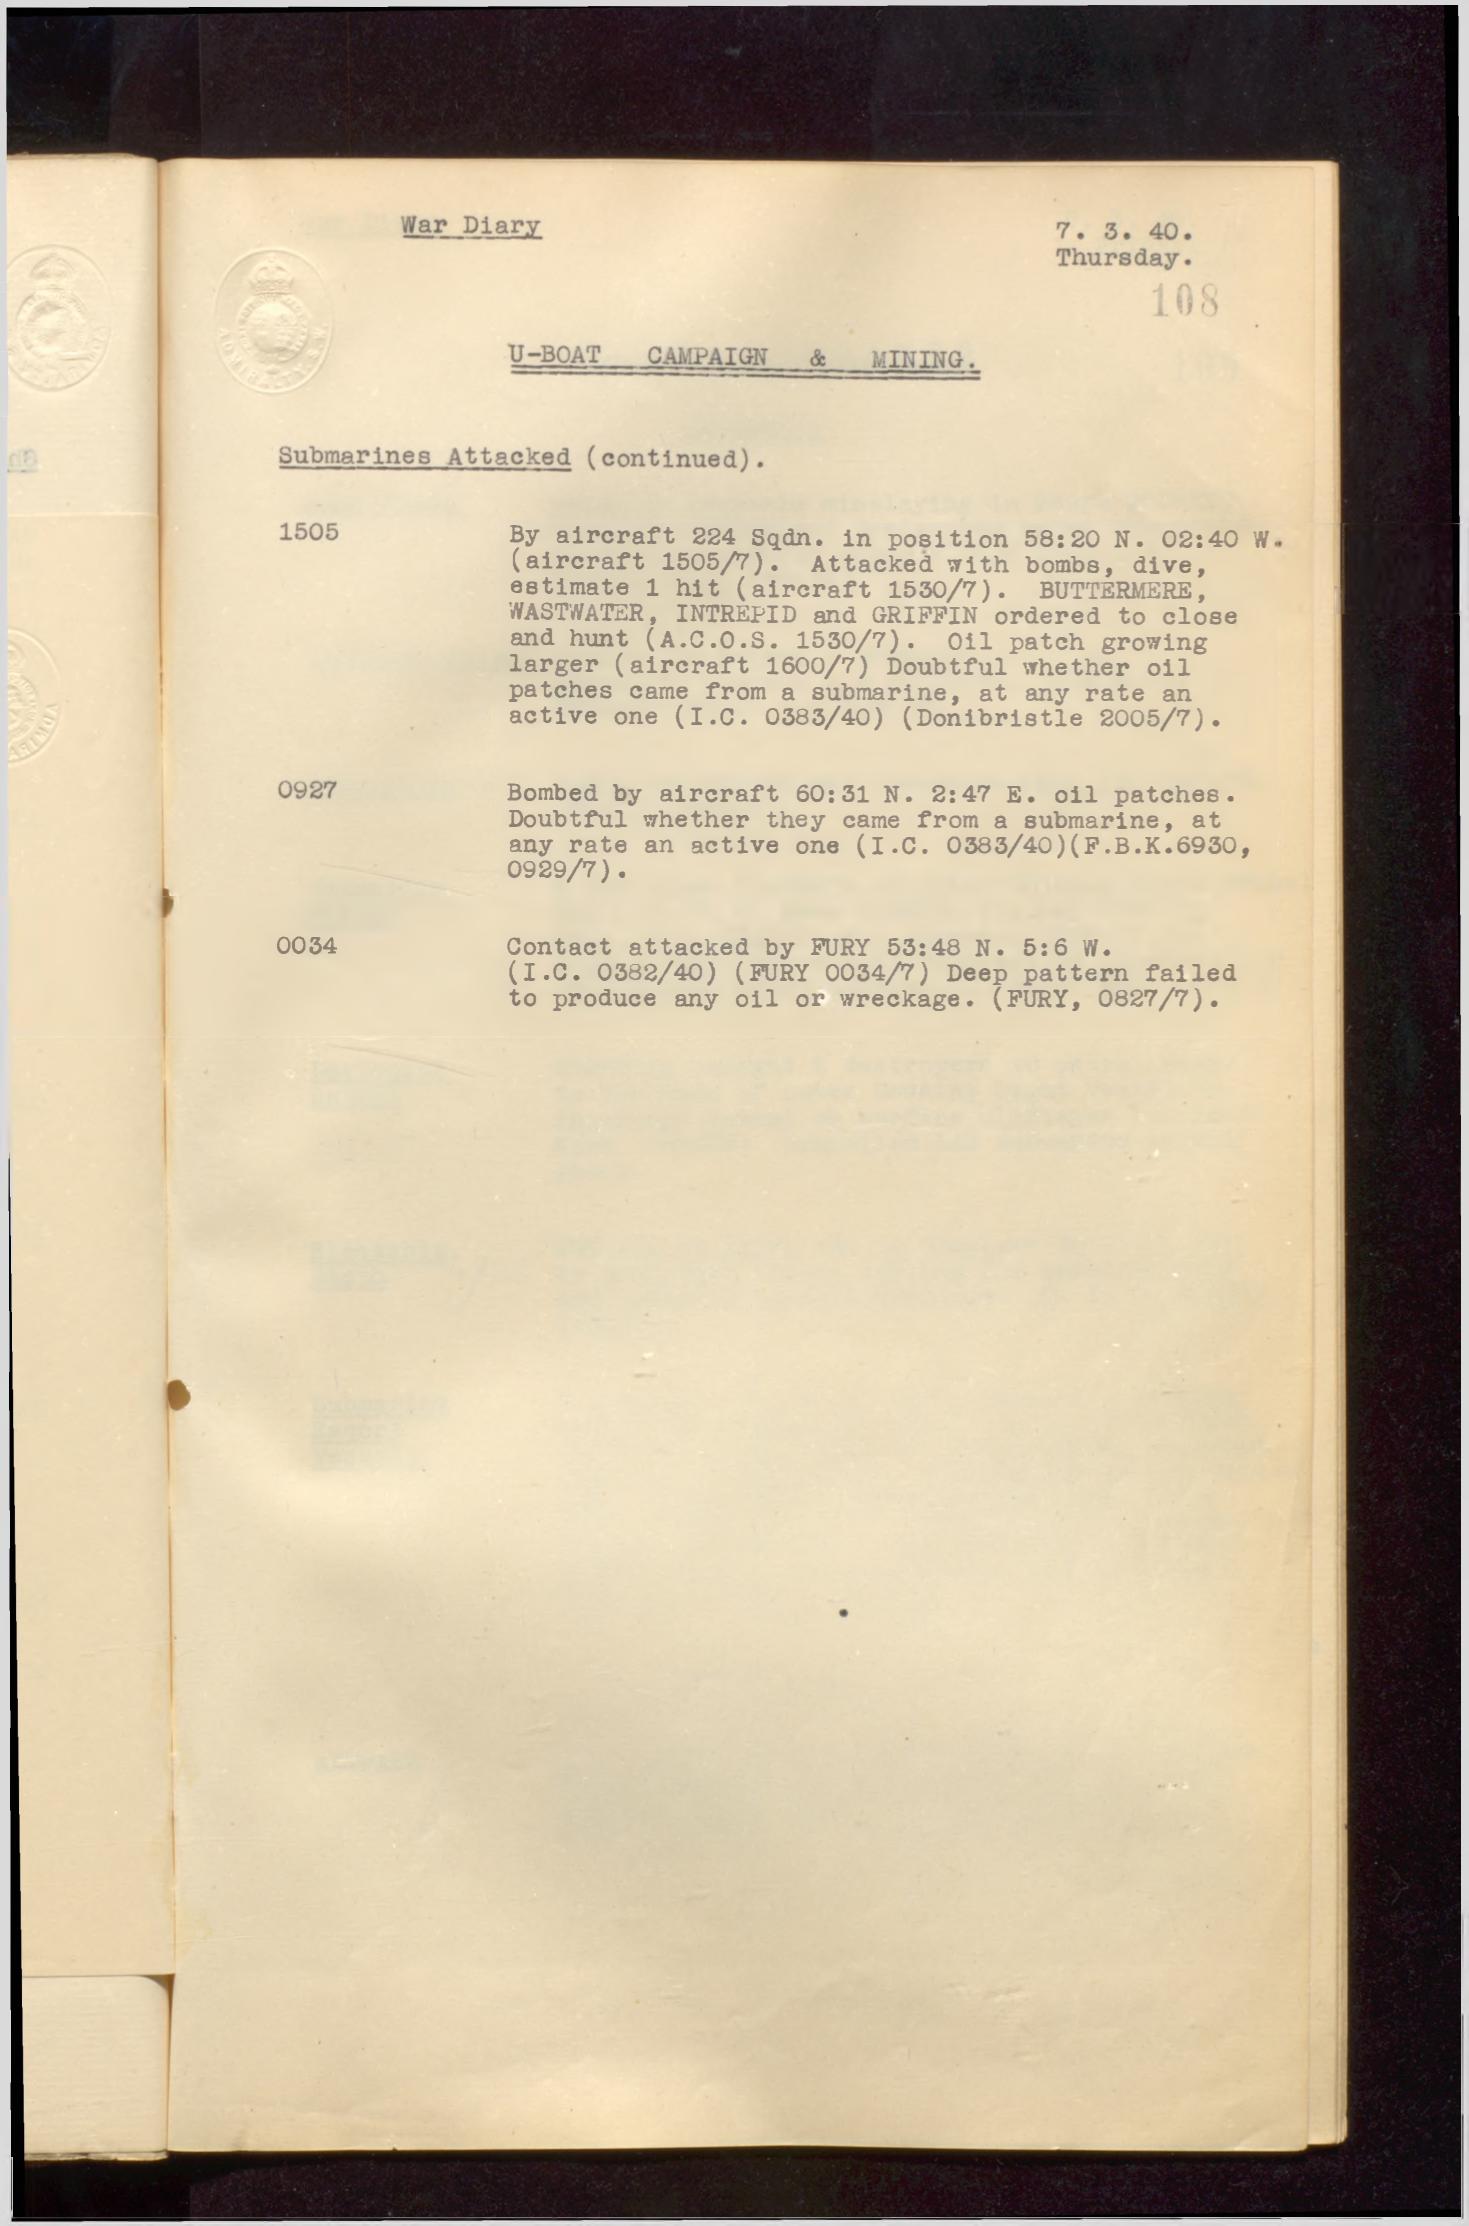 War Diary
7. 3. 40.
Thursday.
108
U-BOAT CAMPAIGN & MINING.
Submarines Attacked (continued).
1505 By aircraft 224 Sqdn. in position 58:20 N. 02:40 W.
(aircraft 1505/7). Attacked with bombs, dive,
estimate 1 hit (aircraft 1530/7). BUTTERMERE,
WASTWATER, INTREPID and GRIFFIN ordered to close
and hunt (A.C.O.S. 1530/7). Oil patch growing
larger (aircraft 1600/7) Doubtful whether oil
patches came from a submarine, at any rate an
active one (I.C. 0383/40) (Donibristle 2005/7).
0927 Bombed by aircraft 60:31 N. 2:47 E. oil patches.
Doubtful whether they came from a submarine, at
any rate an active one (I.C. 0383/40)(F.B.K.6930,
0929/7).
0034 Contact attacked by FURY 53:48 N. 5:6 W.
(I.C. 0382/40) (FURY 0034/7) Deep pattern failed
to produce any oil or wreckage. (FURY, 0827/7).